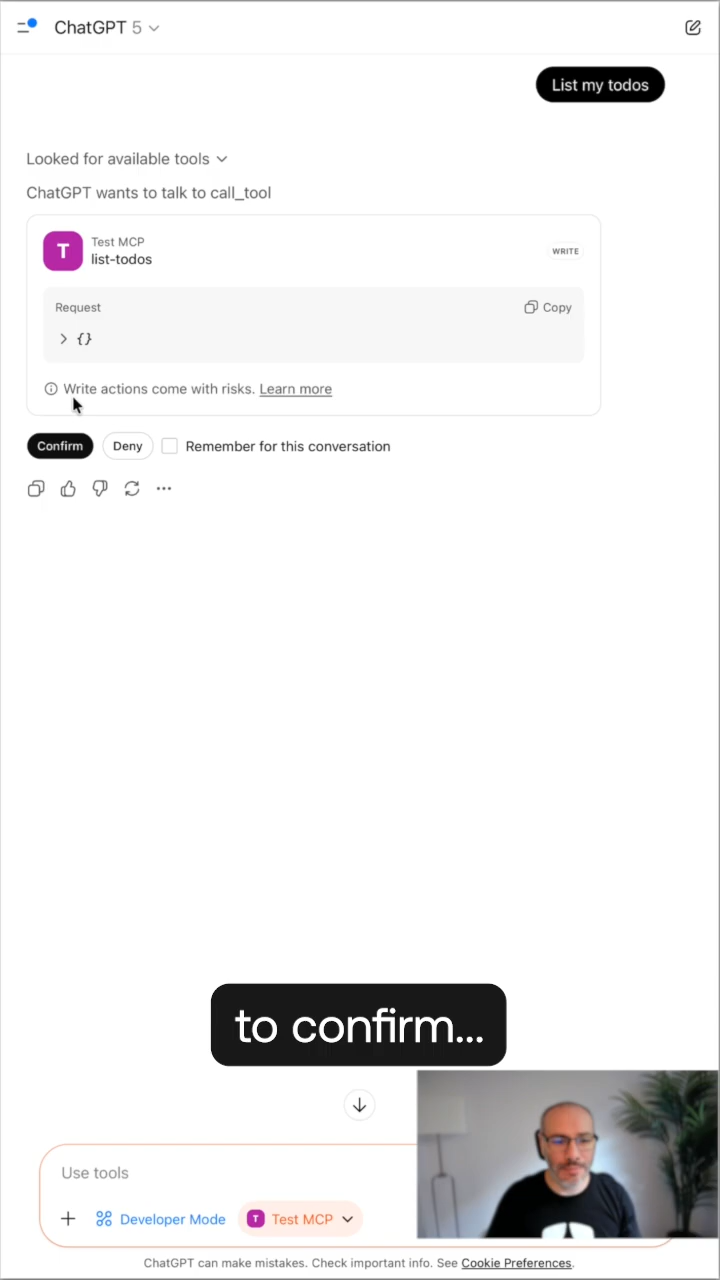 ChatGPT 5
List my todos
Looked for available tools
ChatGPT wants to talk to call_tool
T
Test MCP
list-todos
WRITE
Request
Copy
> {}
Write actions come with risks. Learn more
Confirm
Deny
Remember for this conversation
to confirm...
Use tools
Developer Mode
T
Test MCP
ChatGPT can make mistakes. Check important info. See Cookie Preferences.